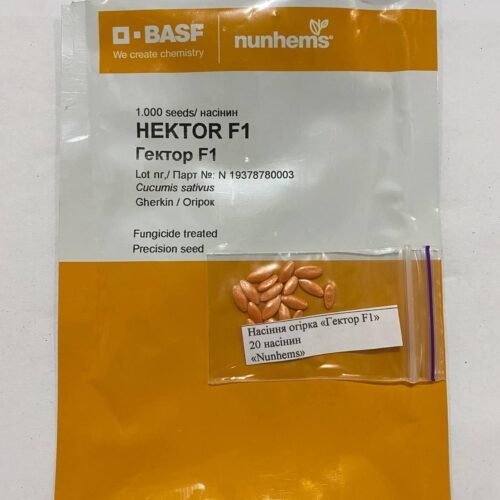 BASF
We create chemistry
nunhems
1.000 seeds/ насінин
HEKTOR F1
Гектор F1
Lot nr,/ Парт №: N 19378780003
Cucumis sativus
Gherkin / Огірок
Fungicide treated
Precision seed
Насіння огірка «Гектор F1»
20 насінин
«Nunhems»